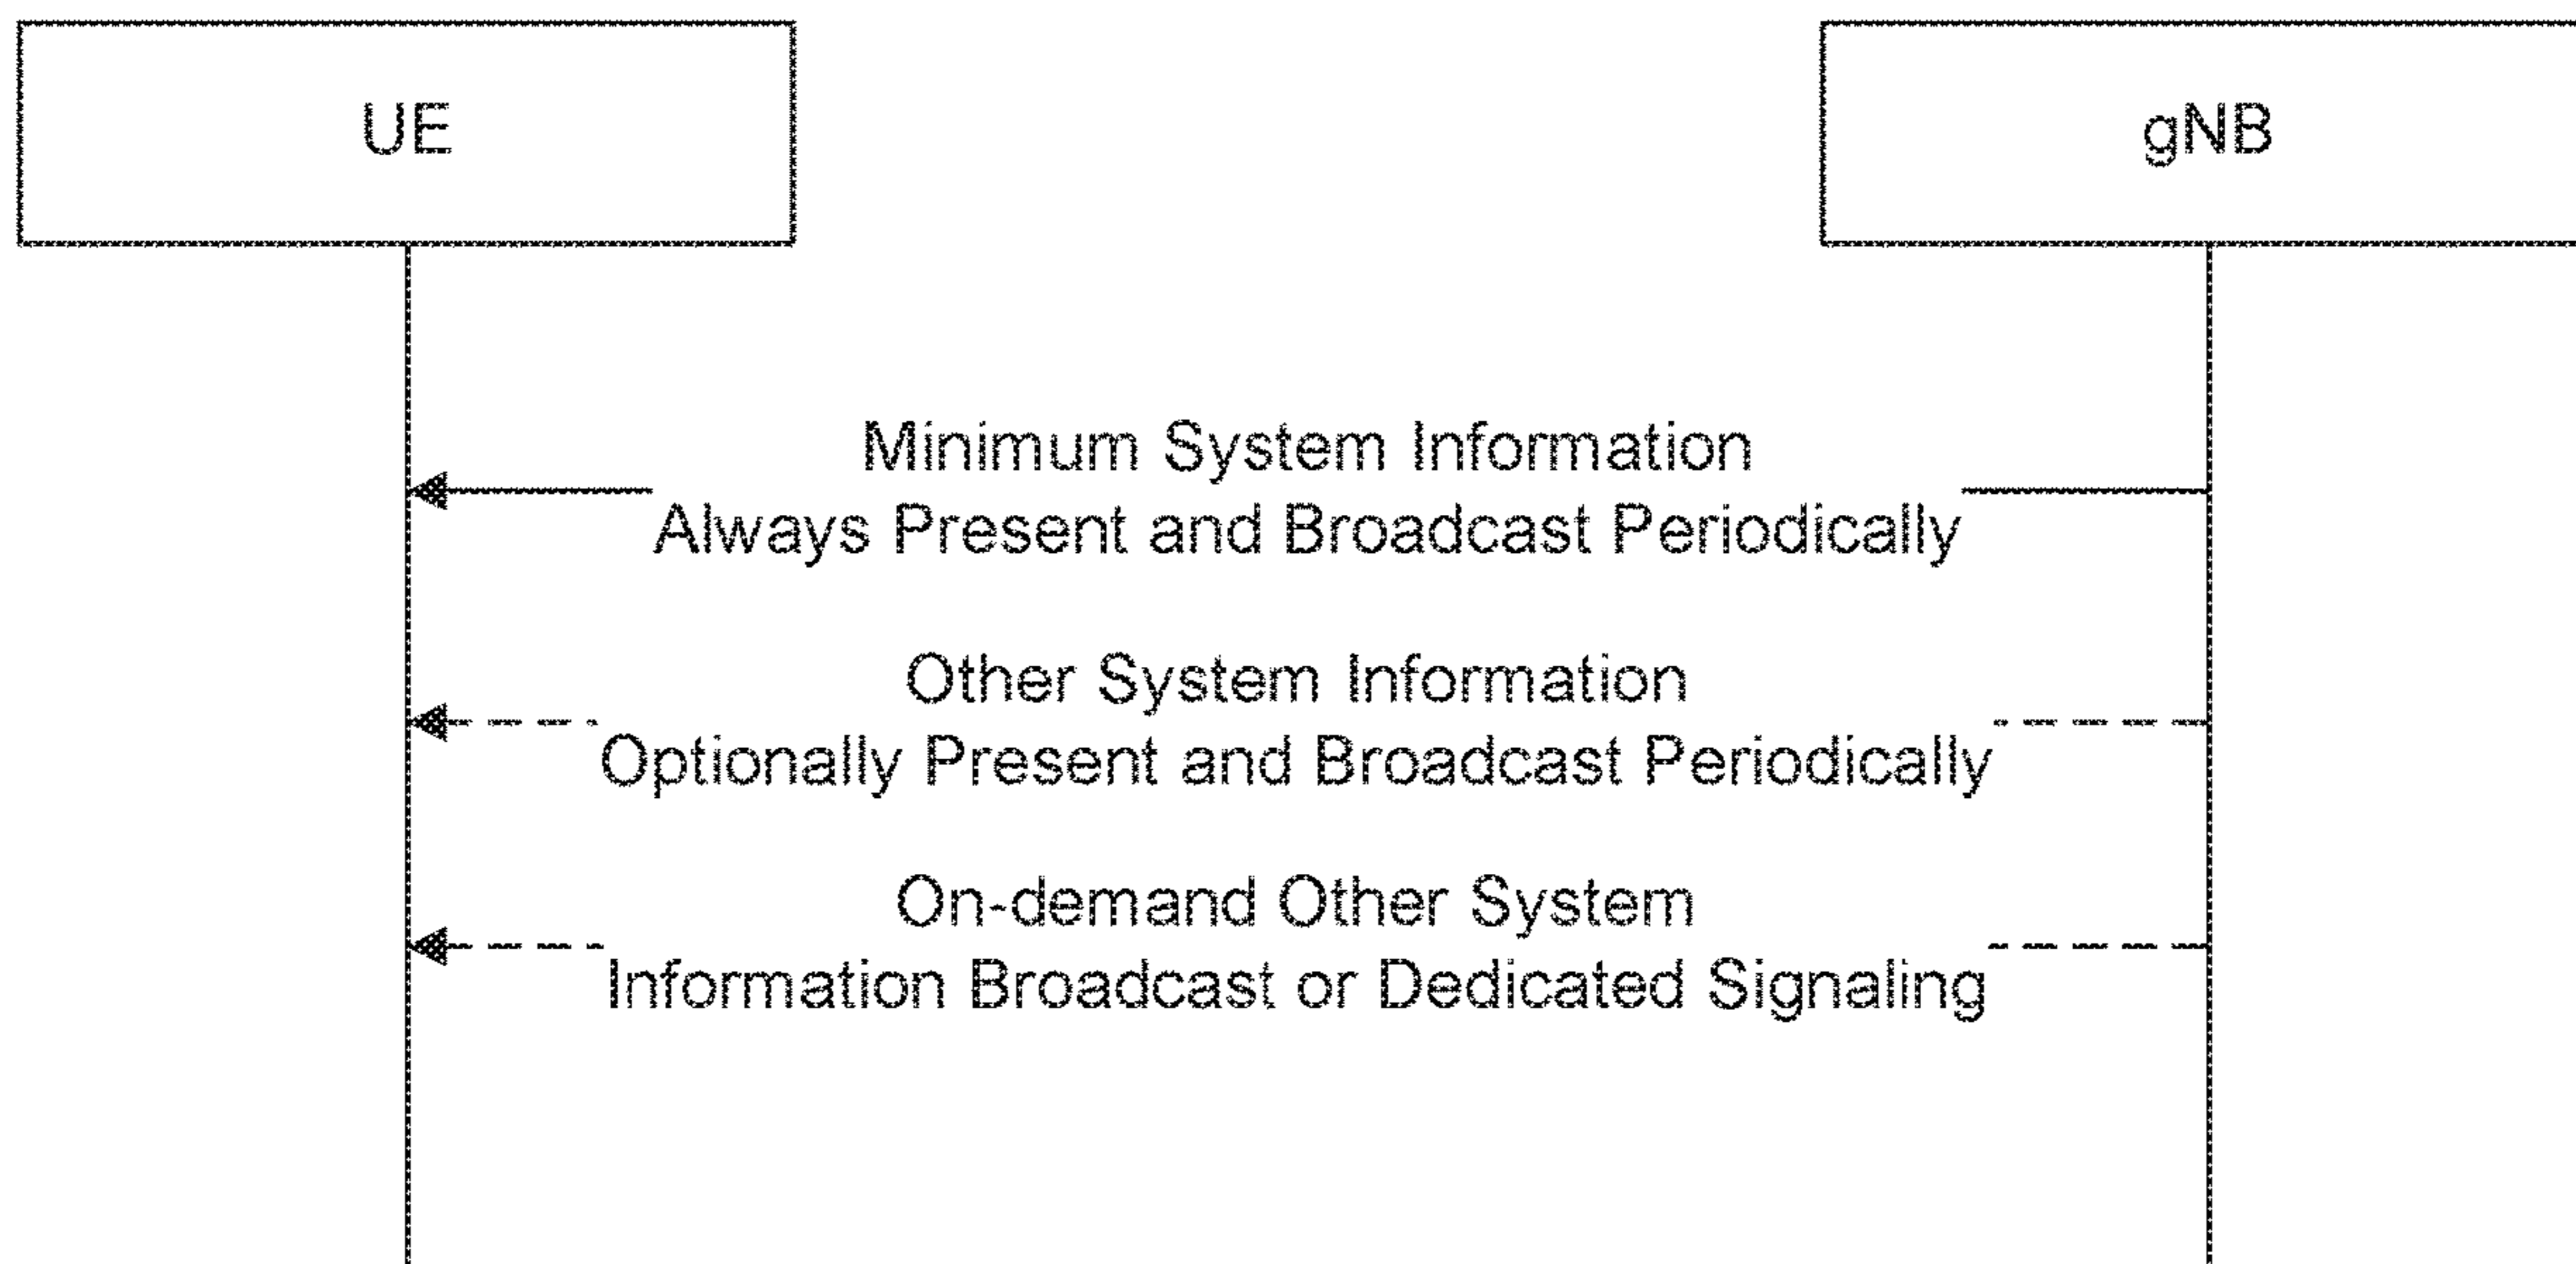 UE
gNB
Minimum System Information
Always Present and Broadcast Periodically
Other System Information
Optionally Present and Broadcast Periodically
On-demand Other System
Information Broadcast or Dedicated Signaling